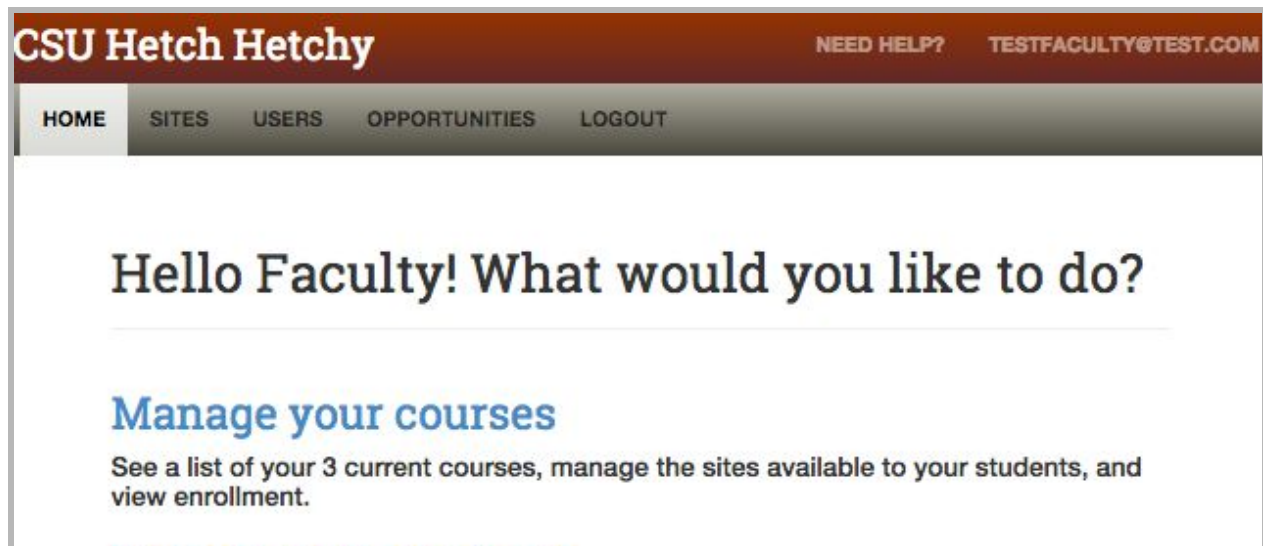 CSU Hetch Hetchy NEED HELP? TESTFACULTY@TEST.COM
HOME SITES USERS OPPORTUNITIES LOGOUT
Hello Faculty! What would you like to do?
Manage your courses
See a list of your 3 current courses, manage the sites available to your students, and
view enrollment.